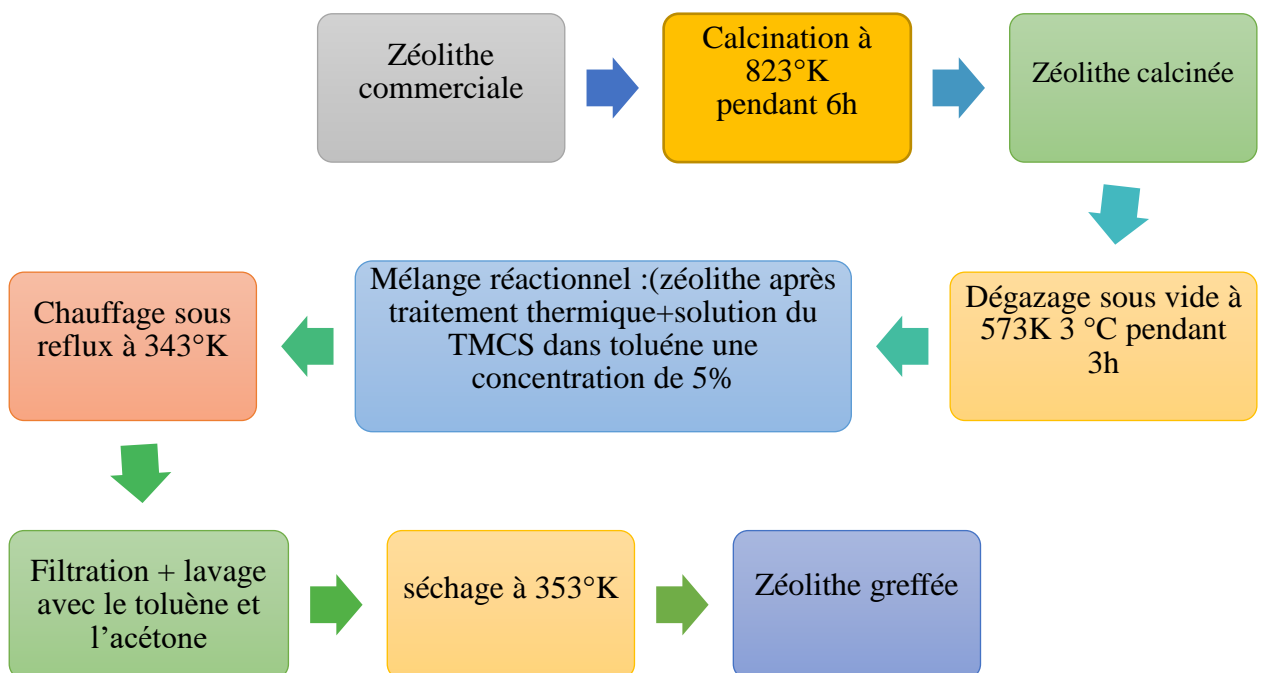 Zéolithe
commerciale
Calcination à
823°K
pendant 6h
Zéolithe calcinée
Dégazage sous vide à
573K 3 °C pendant
3h
Mélange réactionnel :(zéolithe après
traitement thermique+solution du
TMCS dans toluéne une
concentration de 5%
Chauffage sous
reflux à 343°K
Filtration + lavage
avec le toluène et
l’acétone
séchage à 353°K
Zéolithe greffée